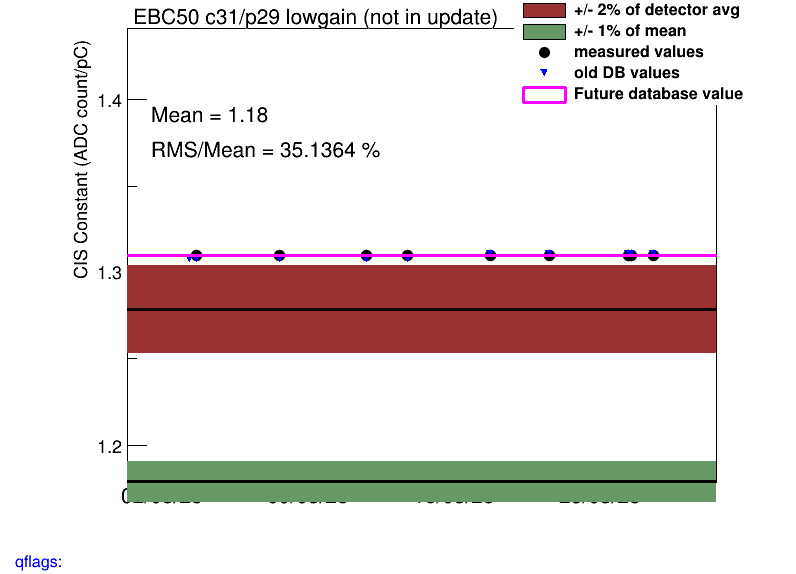 EBC50 c31/p29 lowgain (not in update)
+/- 2% of detector avg
+/- 1% of mean
measured values
old DB values
Future database value
CIS Constant (ADC count/pC)
1.4
Mean = 1.18
RMS/Mean = 35.1364 %
1.3
1.2
qflags: